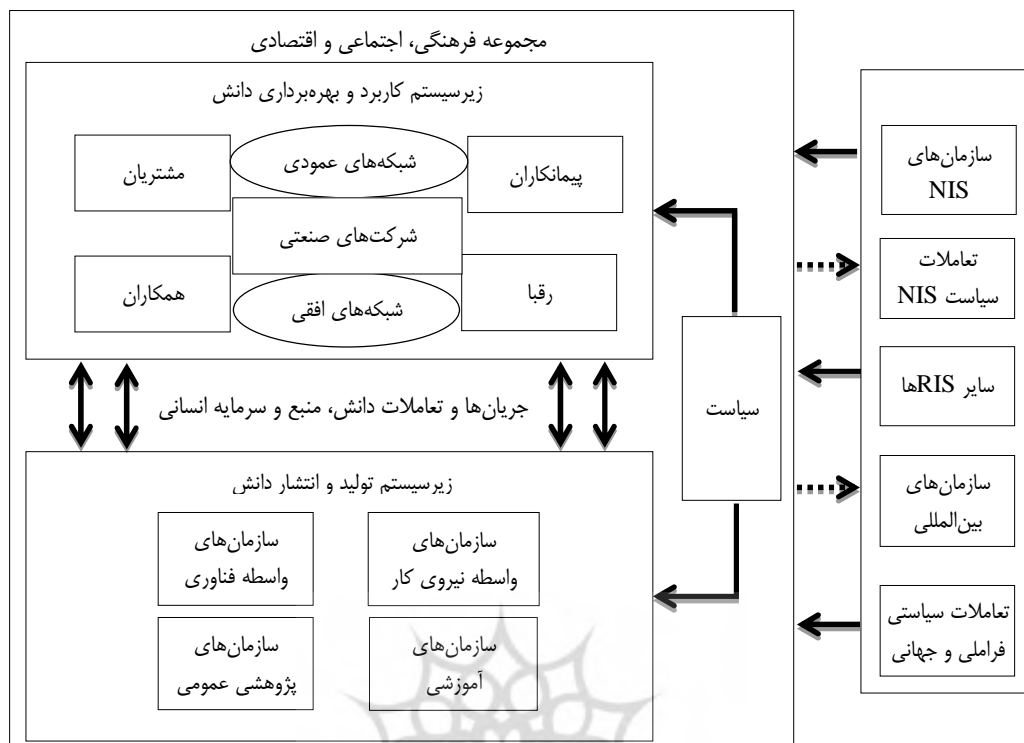 مجموعه فرهنگی، اجتماعی و اقتصادی
زیرسیستم کاربرد و بهره‌برداری دانش
پیمانکاران
شبکه‌های عمودی
مشتریان
شرکت‌های صنعتی
رقبا
شبکه‌های افقی
همکاران
جریان‌ها و تعاملات دانش، منبع و سرمایه انسانی
زیرسیستم تولید و انتشار دانش
سازمان‌های
واسطه نیروی کار
سازمان‌های
واسطه فناوری
سازمان‌های
آموزشی
سازمان‌های
پژوهشی عمومی
سیاست
سازمان‌های
NIS
تعاملات
سیاست NIS
سایر RISها
سازمان‌های
بین‌المللی
تعاملات سیاستی
فراملی و جهانی